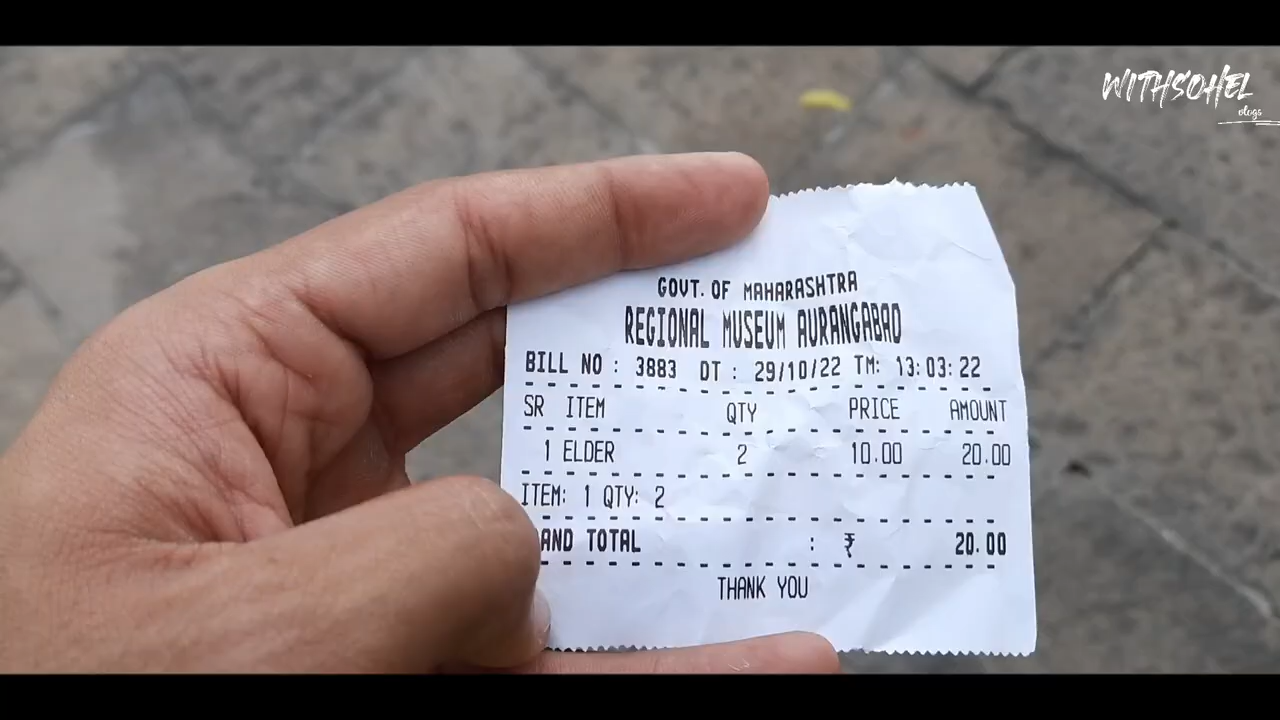 WITHSOHEL
vlogs
GOVT. OF MAHARASHTRA
REGIONAL MUSEUM AURANGABAD
BILL NO : 3883 DT : 29/10/22 TM: 13:03:22
SR ITEM QTY PRICE AMOUNT
1 ELDER 2 10.00 20.00
ITEM: 1 QTY: 2
AND TOTAL : ₹ 20.00
THANK YOU